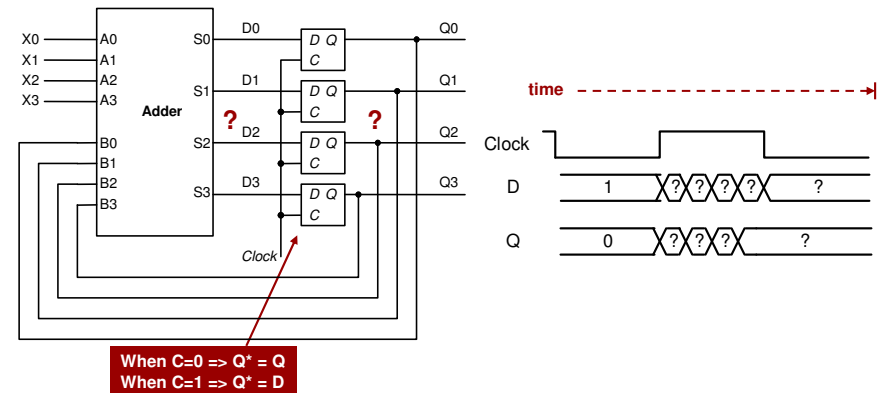 D0
D1
D2
D3
Q0
Q1
Q2
Q3
X0
X1
X2
X3
A0
A1
A2
A3
Adder
B0
B1
B2
B3
S0
S1
S2
S3
?
?
D Q
C
D Q
C
D Q
C
D Q
C
Clock
When C=0 => Q* = Q
When C=1 => Q* = D
time
Clock
D 1 ? ? ? ? ?
Q 0 ? ? ? ?